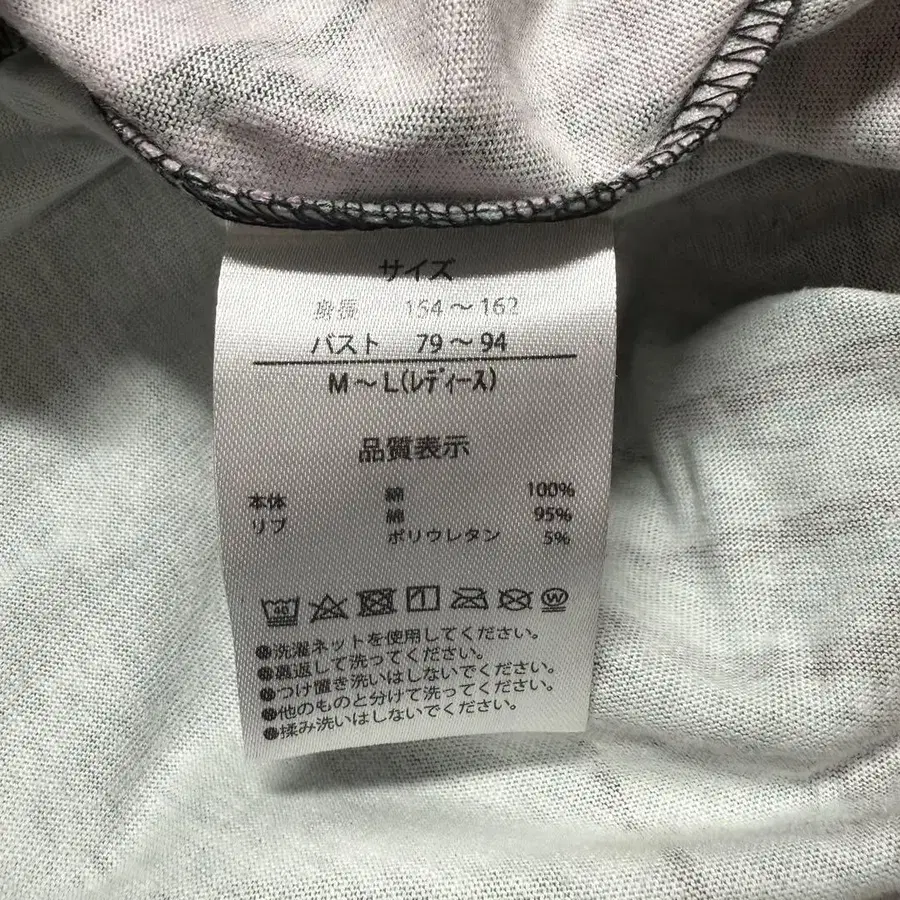 サイズ
身長 154～162
バスト 79～94
M～L(ﾚﾃﾞｨｰｽ)
品質表示
本体 綿 100%
リブ 綿 95%
ポリウレタン 5%
40 W
●洗濯ネットを使用してください。
●裏返して洗ってください。
●つけ置き洗いはしないでください。
●他のものと分けて洗ってください。
●揉み洗いはしないでください。